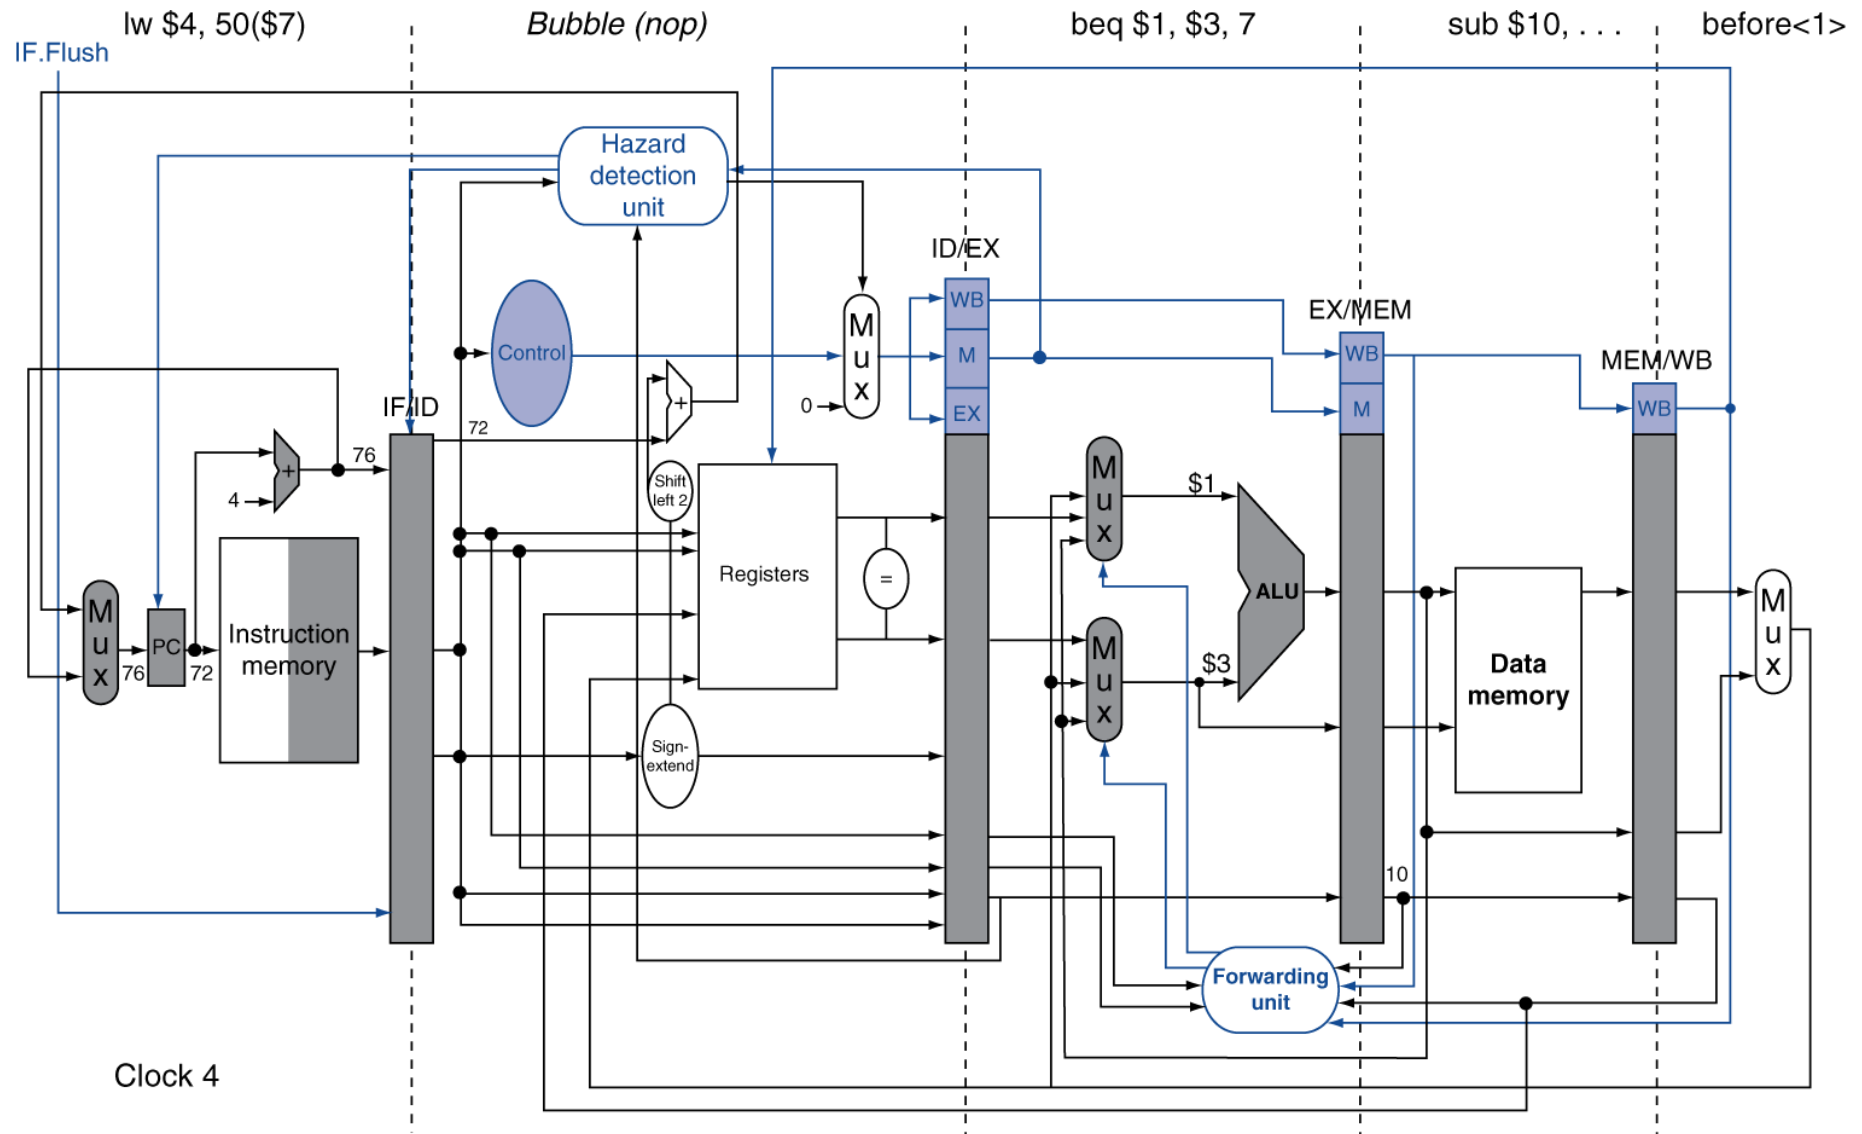 lw $4, 50($7)
Bubble (nop)
beq $1, $3, 7
sub $10, . . .
before<1>
IF.Flush
Hazard
detection
unit
ID/EX
WB
M
EX
EX/MEM
WB
M
MEM/WB
WB
Control
M
u
x
0
IF/ID
72
+
76
+
4
Shift
left 2
Registers
=
Sign-
extend
M
u
x
PC
76
72
Instruction
memory
M
u
x
$1
M
u
x
$3
ALU
Data
memory
M
u
x
10
Forwarding
unit
Clock 4